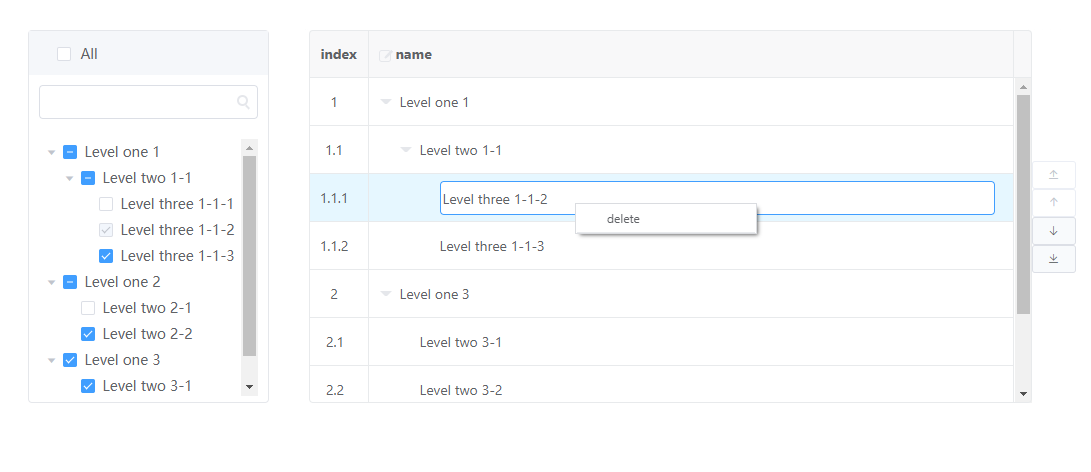 All
Level one 1
Level two 1-1
Level three 1-1-1
Level three 1-1-2
Level three 1-1-3
Level one 2
Level two 2-1
Level two 2-2
Level one 3
Level two 3-1
index name
1 Level one 1
1.1 Level two 1-1
1.1.1 Level three 1-1-2
delete
1.1.2 Level three 1-1-3
2 Level one 3
2.1 Level two 3-1
2.2 Level two 3-2